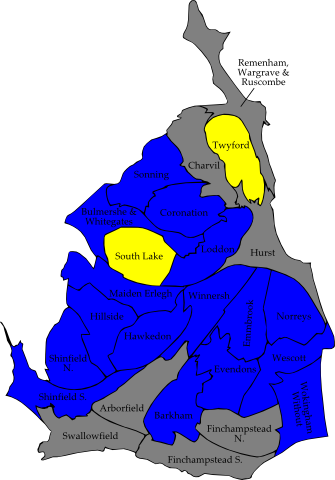 Remenham,
Wargrave &
Ruscombe
Twyford
Charvil
Sonning
Bulmershe &
Whitegates
Coronation
South Lake
Loddon
Hurst
Maiden Erlegh
Winnersh
Hillside
Emmbrook
Norreys
Hawkedon
Shinfield
N.
Wescott
Evendons
Shinfield S.
Wokingham
Without
Arborfield
Barkham
Swallowfield
Finchampstead
N.
Finchampstead S.